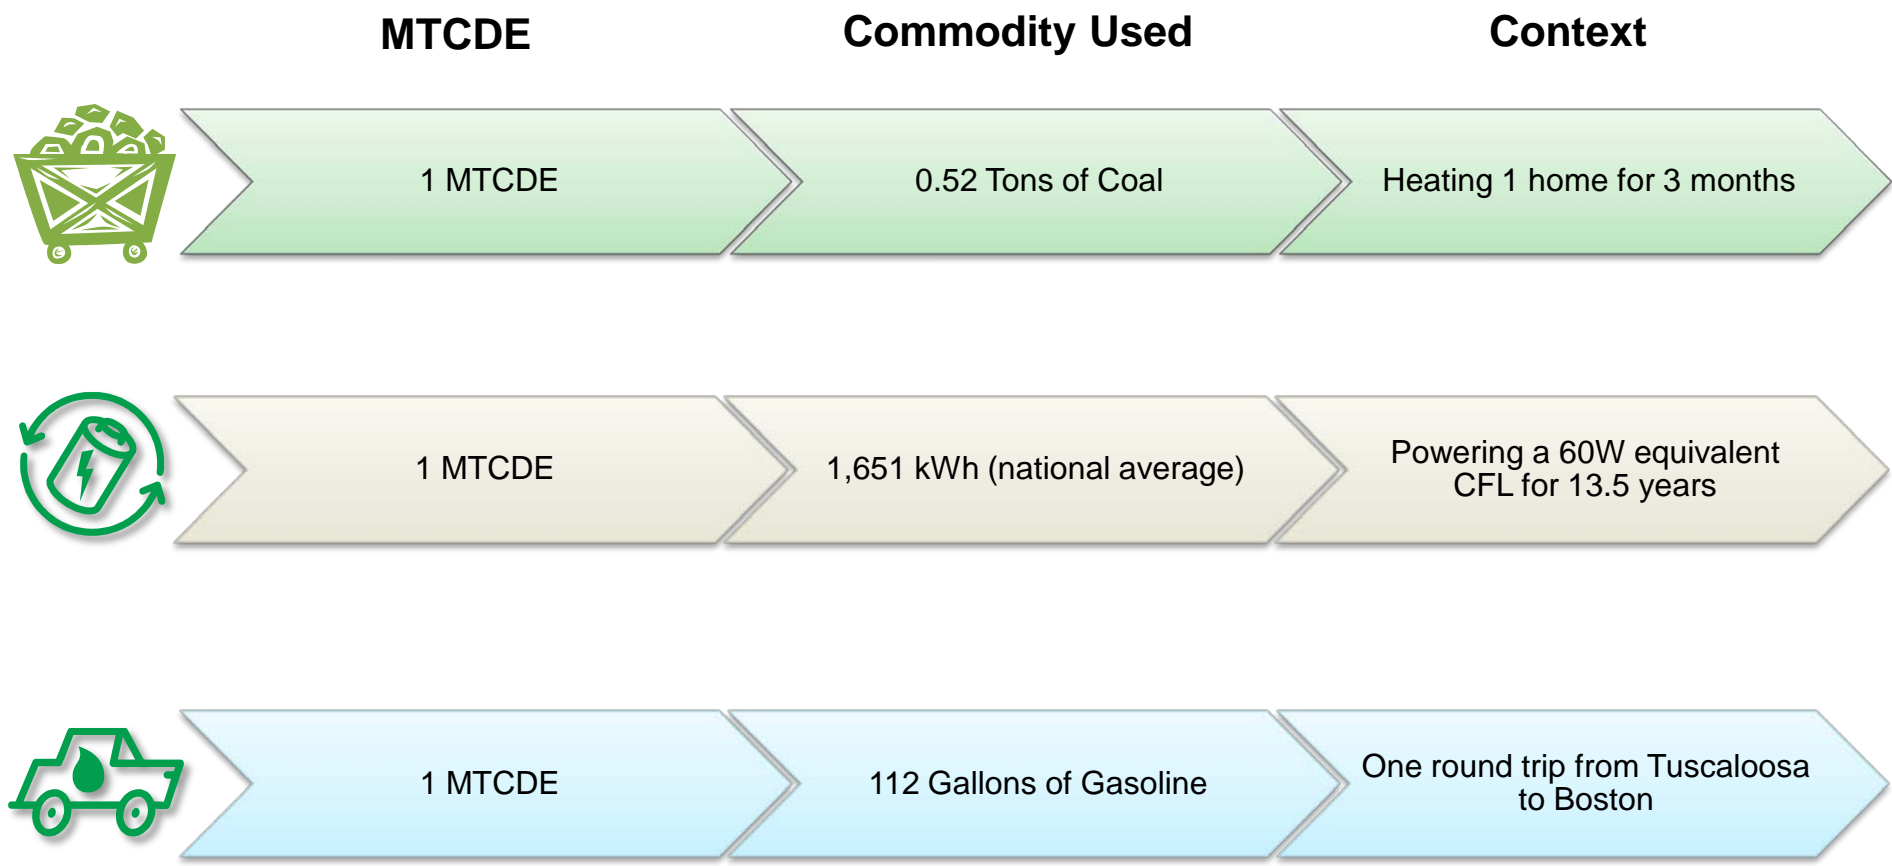 MTCDE
Commodity Used
Context
1 MTCDE
0.52 Tons of Coal
Heating 1 home for 3 months
1 MTCDE
1,651 kWh (national average)
Powering a 60W equivalent
CFL for 13.5 years
1 MTCDE
112 Gallons of Gasoline
One round trip from Tuscaloosa
to Boston